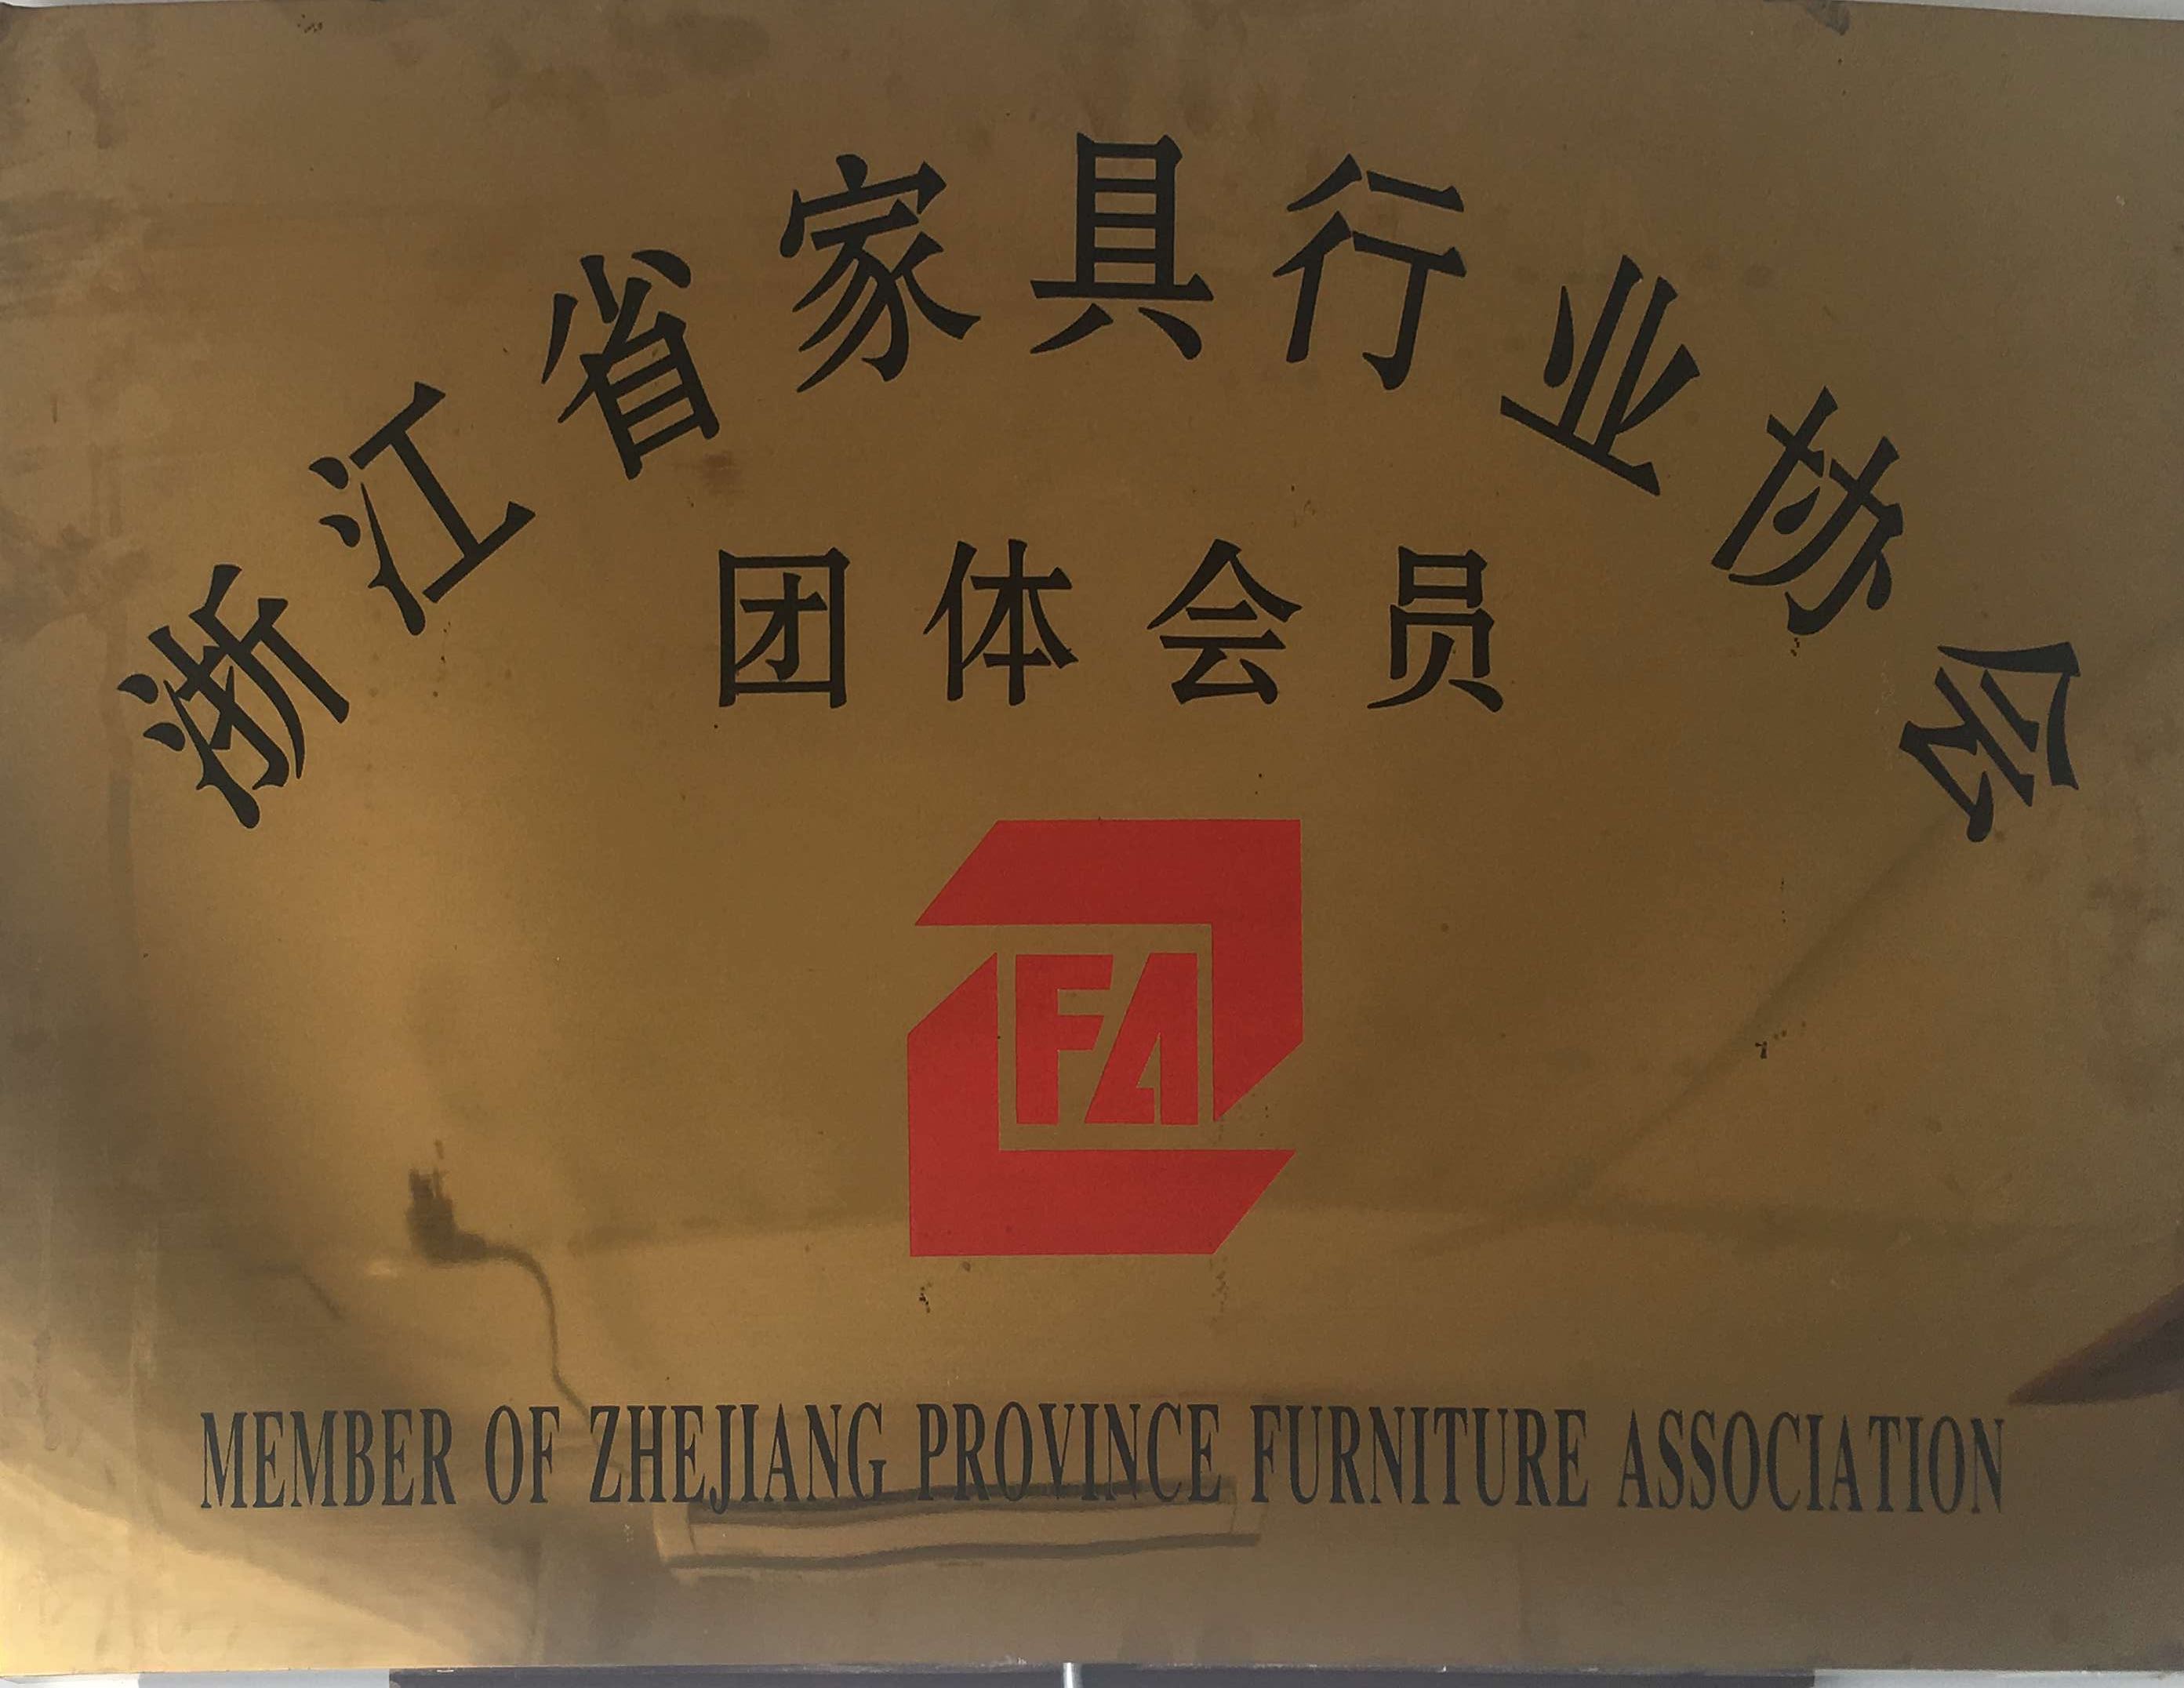 浙江省家具行业协会
团体会员
FA
MEMBER OF ZHEJIANG PROVINCE FURNITURE ASSOCIATION